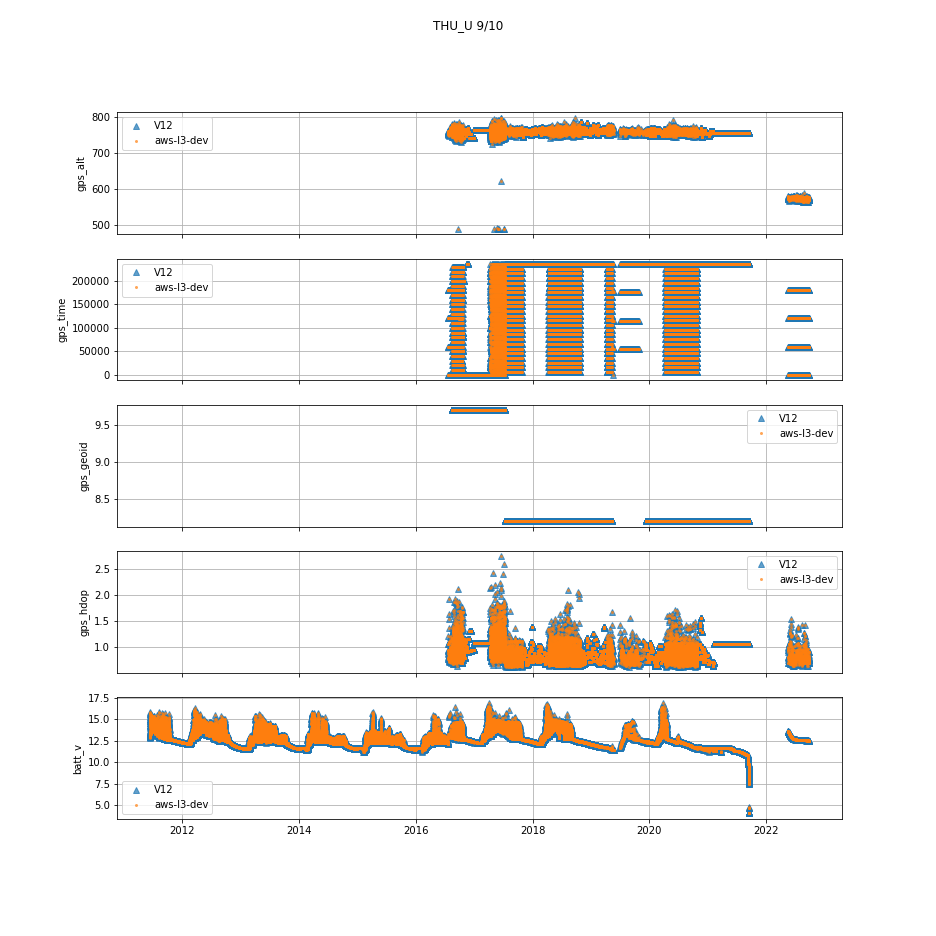 THU_U 9/10
800
700
600
500
gps_alt
V12
aws-l3-dev
200000
150000
100000
50000
0
gps_time
V12
aws-l3-dev
9.5
9.0
8.5
gps_geoid
V12
aws-l3-dev
2.5
2.0
1.5
1.0
gps_hdop
V12
aws-l3-dev
17.5
15.0
12.5
10.0
7.5
5.0
batt_v
V12
aws-l3-dev
2012 2014 2016 2018 2020 2022